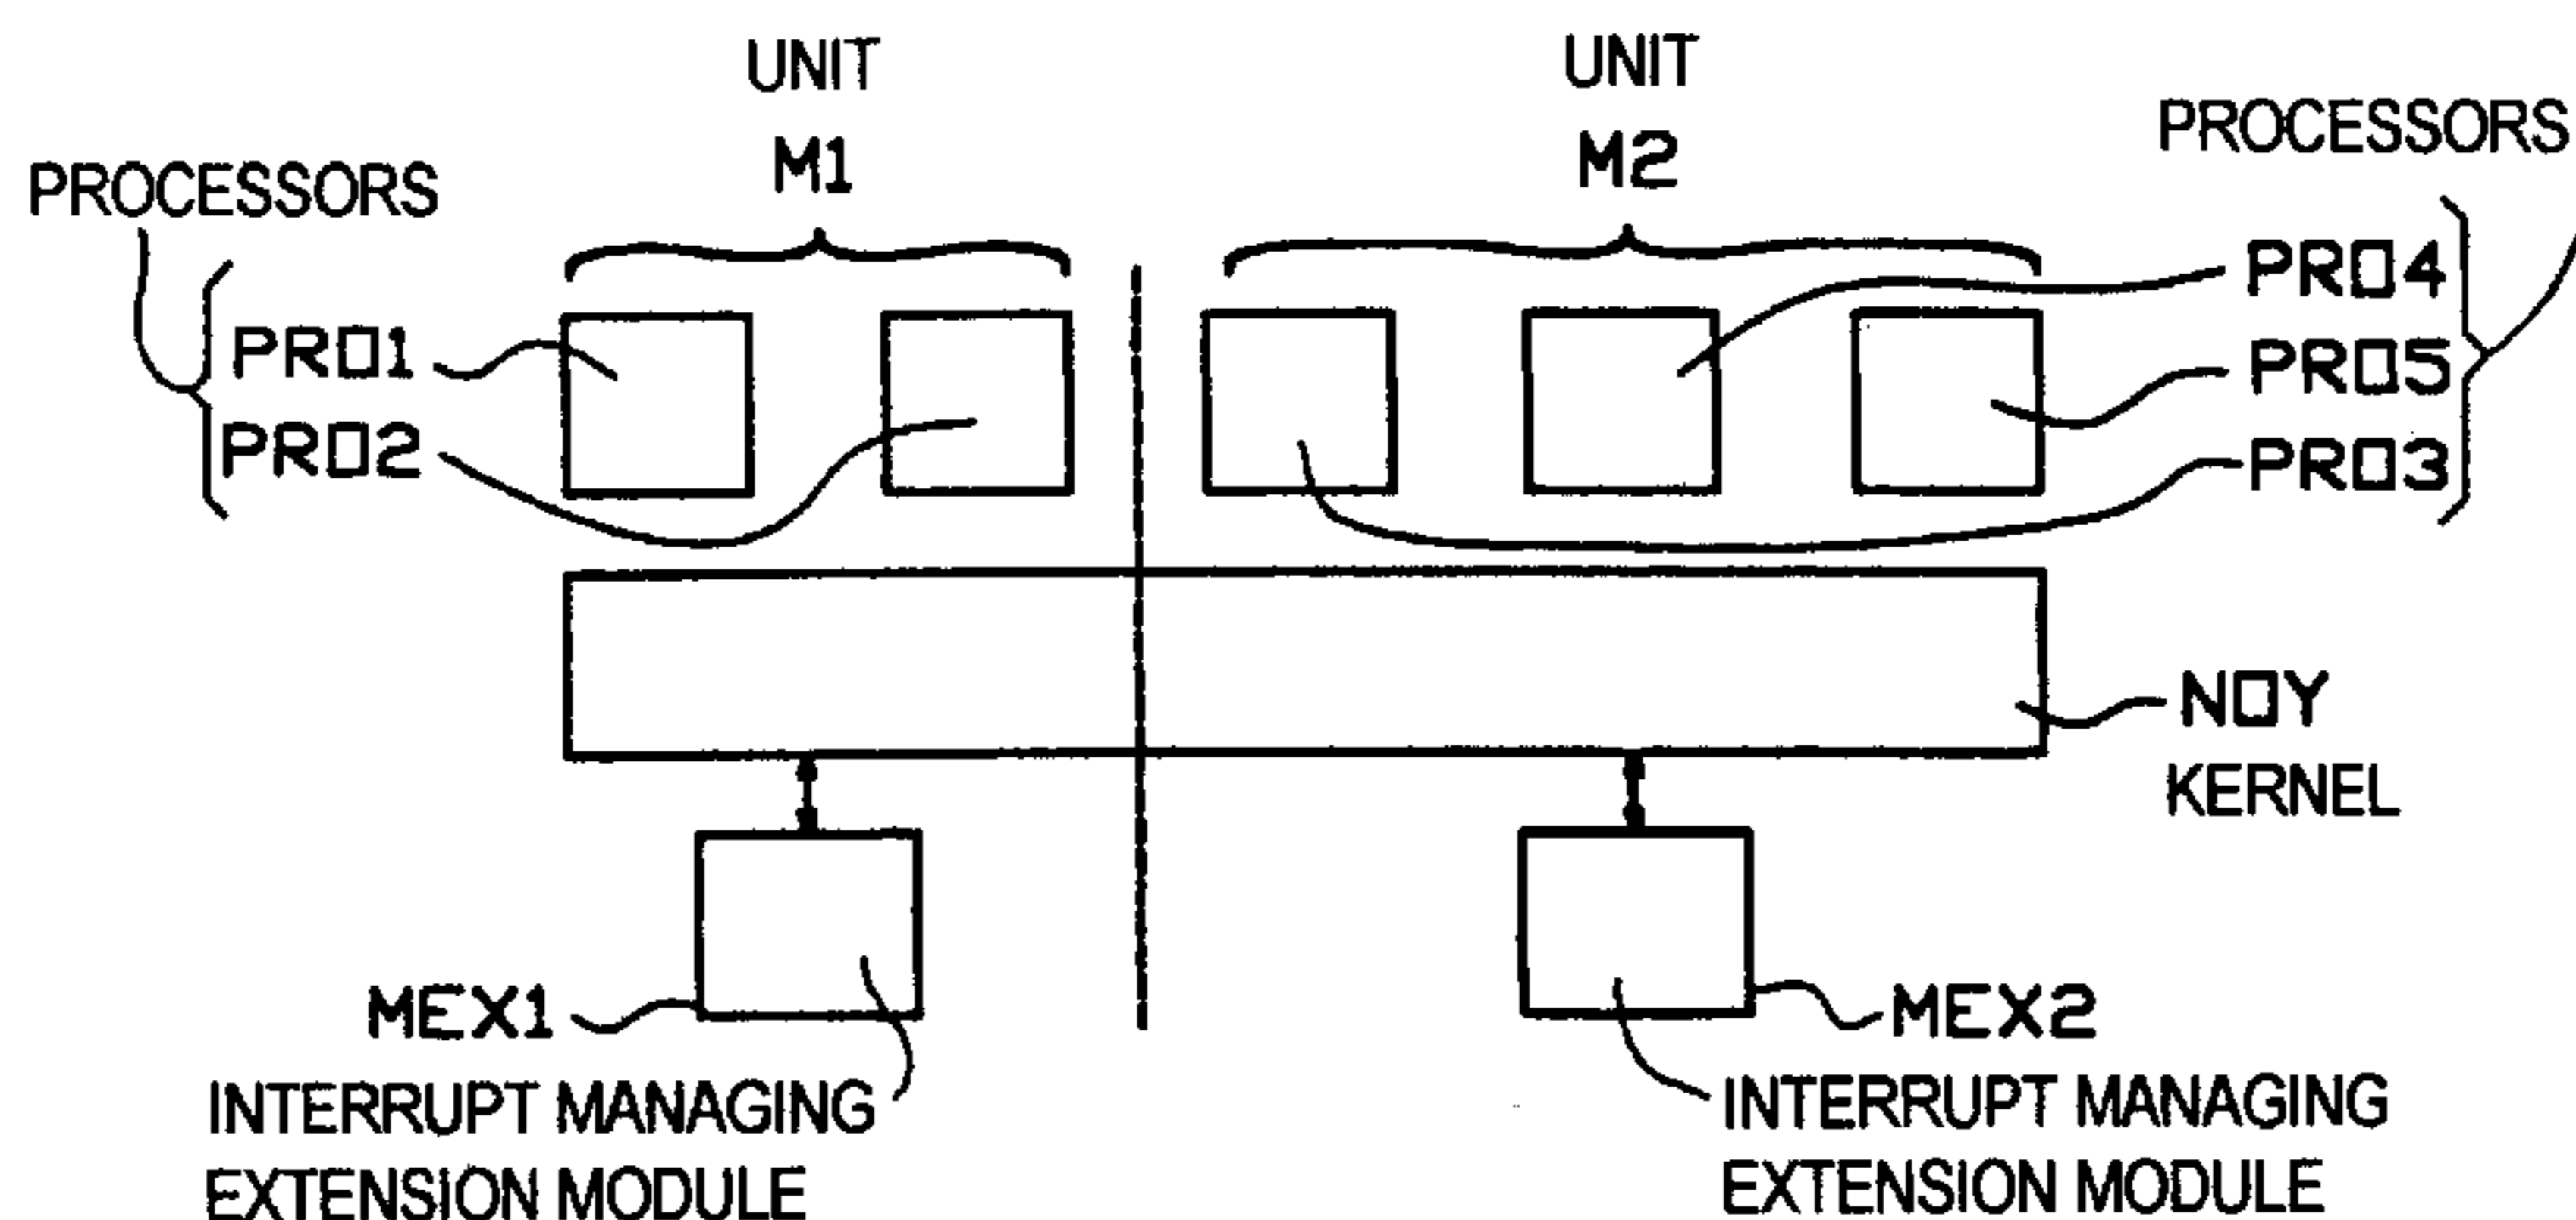 UNIT
M1
UNIT
M2
PROCESSORS
PROCESSORS
PRO1
PRO2
PRO4
PRO5
PRO3
NOY
KERNEL
MEX1
INTERRUPT MANAGING
EXTENSION MODULE
MEX2
INTERRUPT MANAGING
EXTENSION MODULE